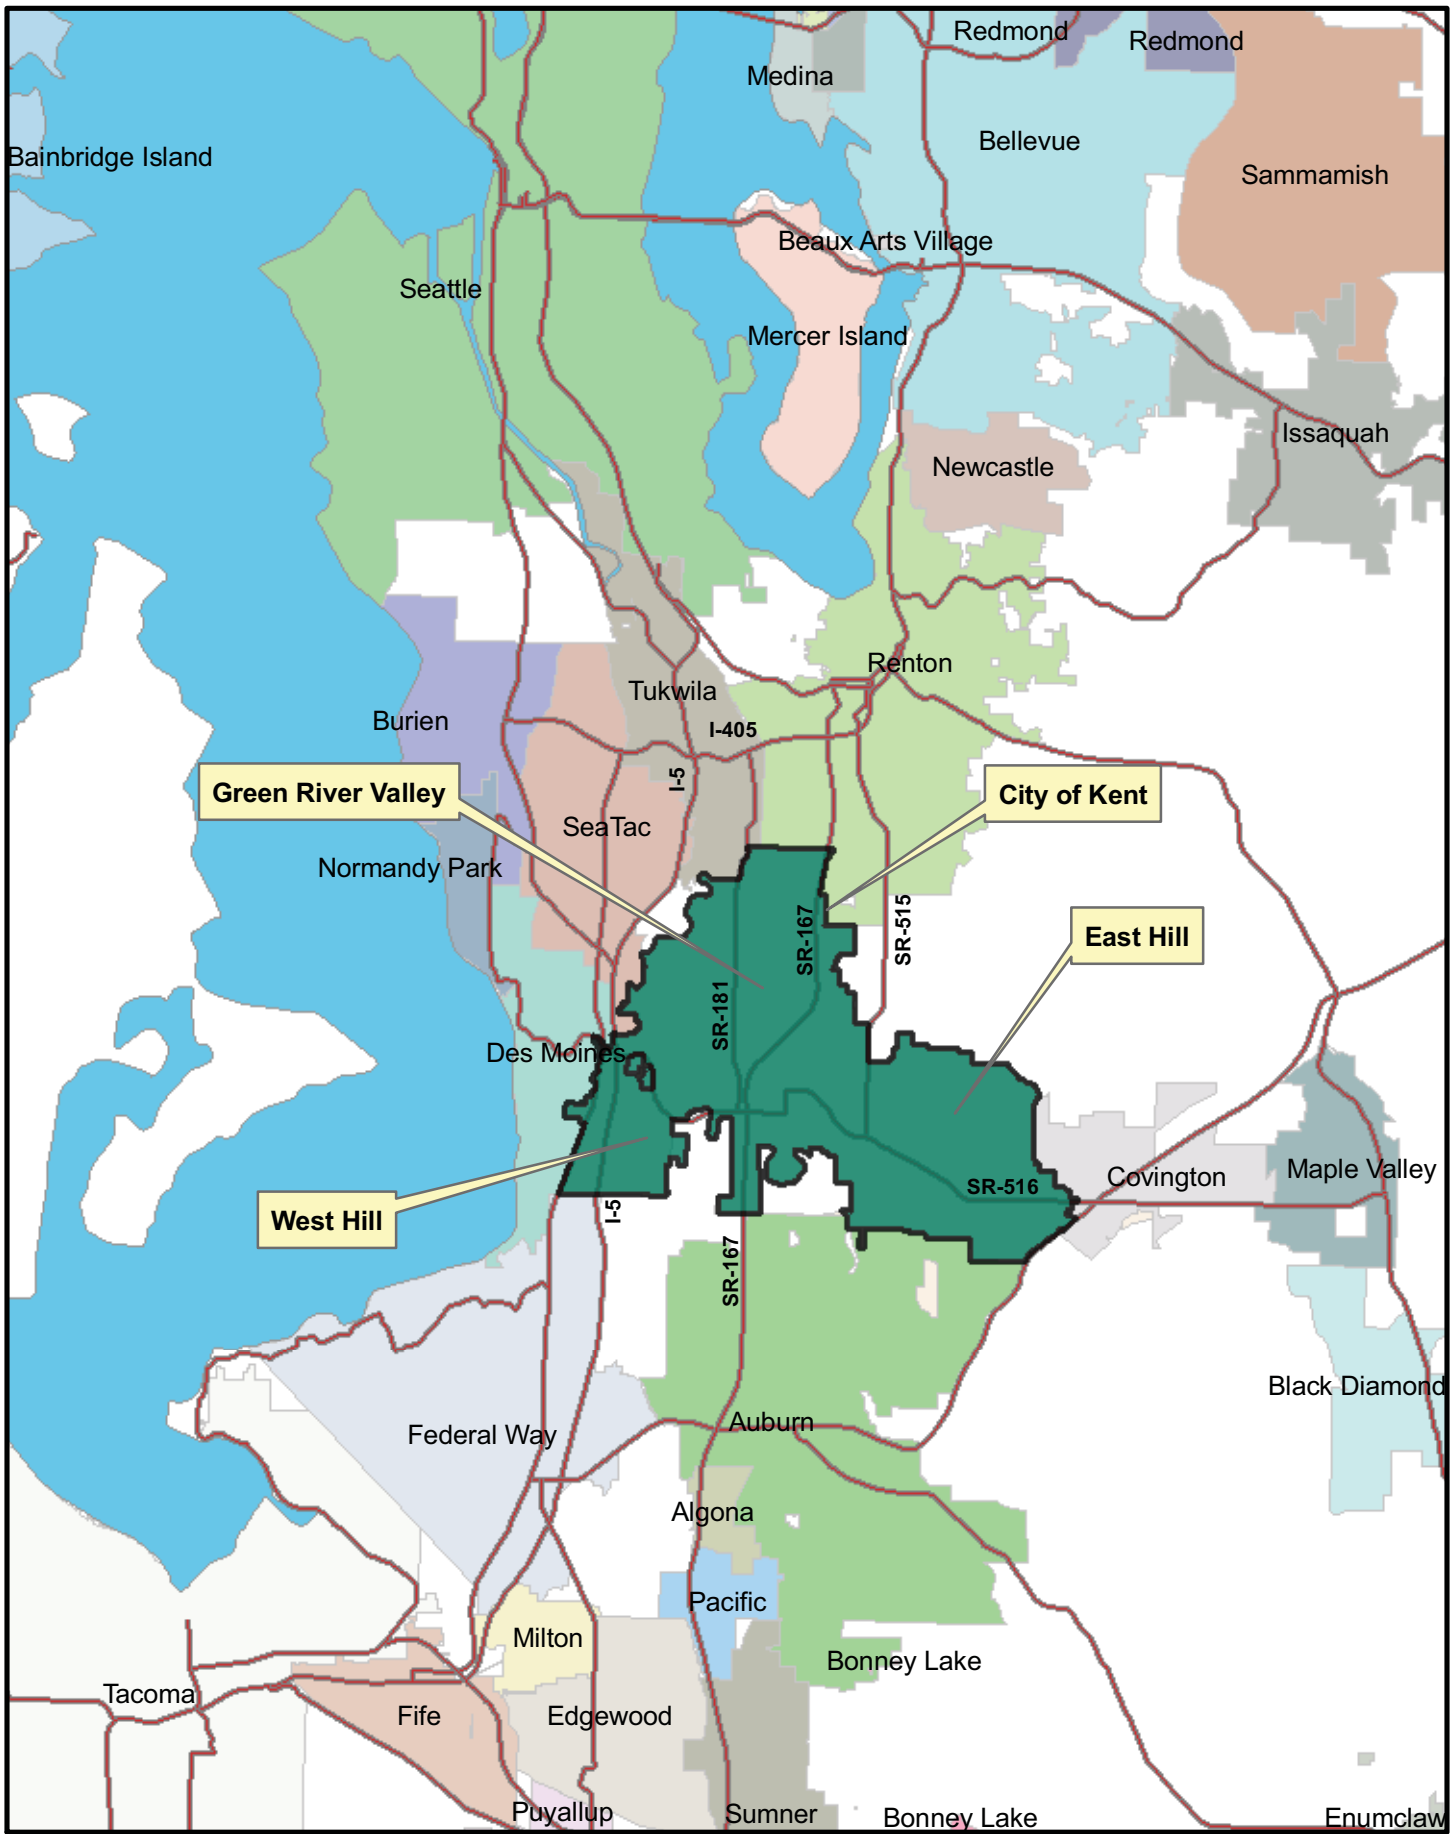 Redmond
Redmond
Medina
Bellevue
Bainbridge Island
Sammamish
Beaux Arts Village
Seattle
Mercer Island
Issaquah
Newcastle
Renton
Tukwila
Burien
I-405
I-5
Green River Valley
City of Kent
SeaTac
Normandy Park
SR-167
SR-515
East Hill
SR-181
Des Moines
Covington
Maple Valley
SR-516
West Hill
I-5
SR-167
Black Diamond
Auburn
Federal Way
Algona
Pacific
Milton
Bonney Lake
Tacoma
Fife
Edgewood
Puyallup
Sumner
Bonney Lake
Enumclaw